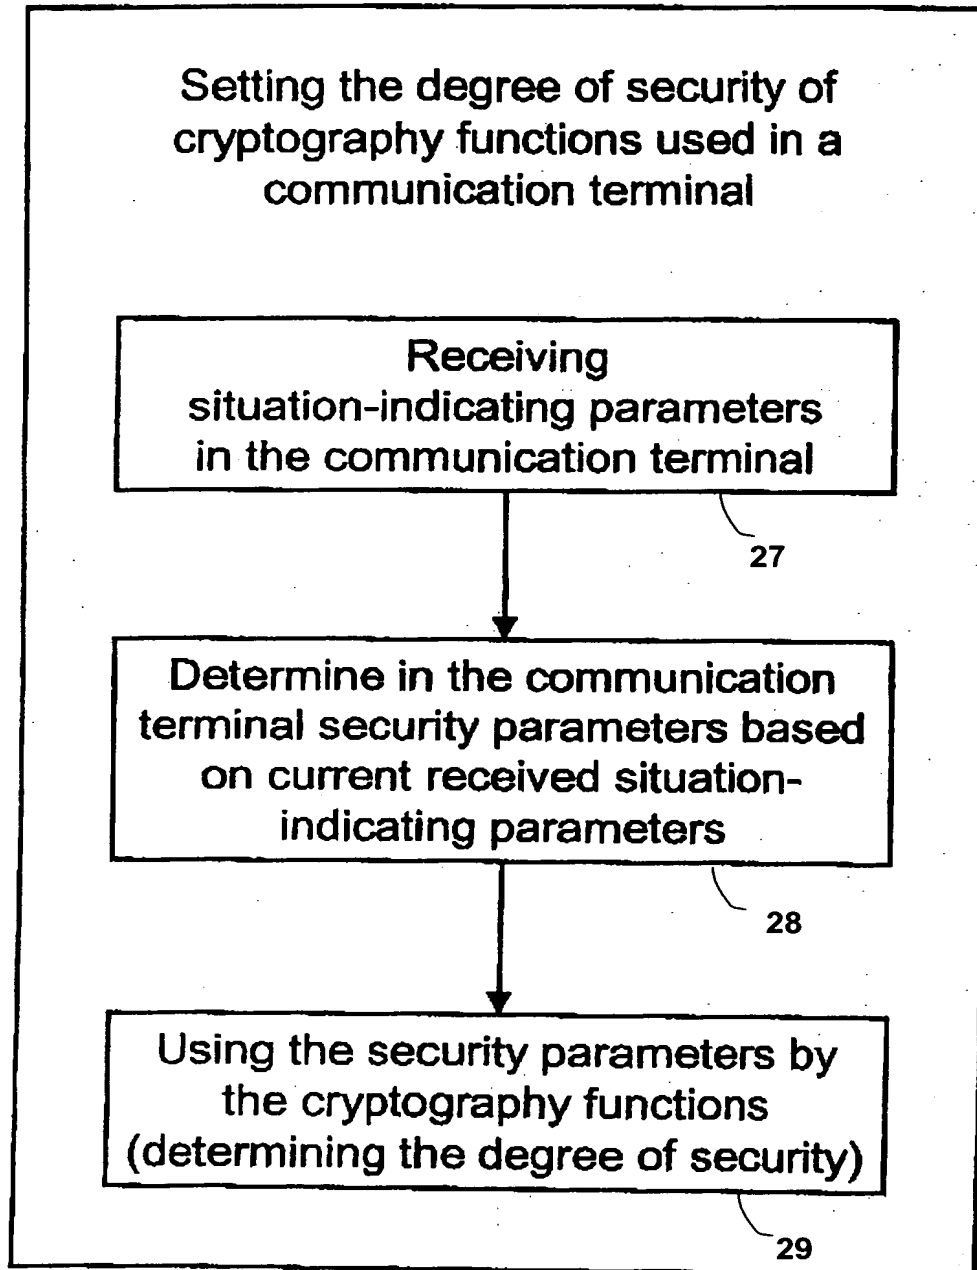 Setting the degree of security of
cryptography functions used in a
communication terminal
Receiving
situation-indicating parameters
in the communication terminal
27
Determine in the communication
terminal security parameters based
on current received situation-
indicating parameters
28
Using the security parameters by
the cryptography functions
(determining the degree of security)
29